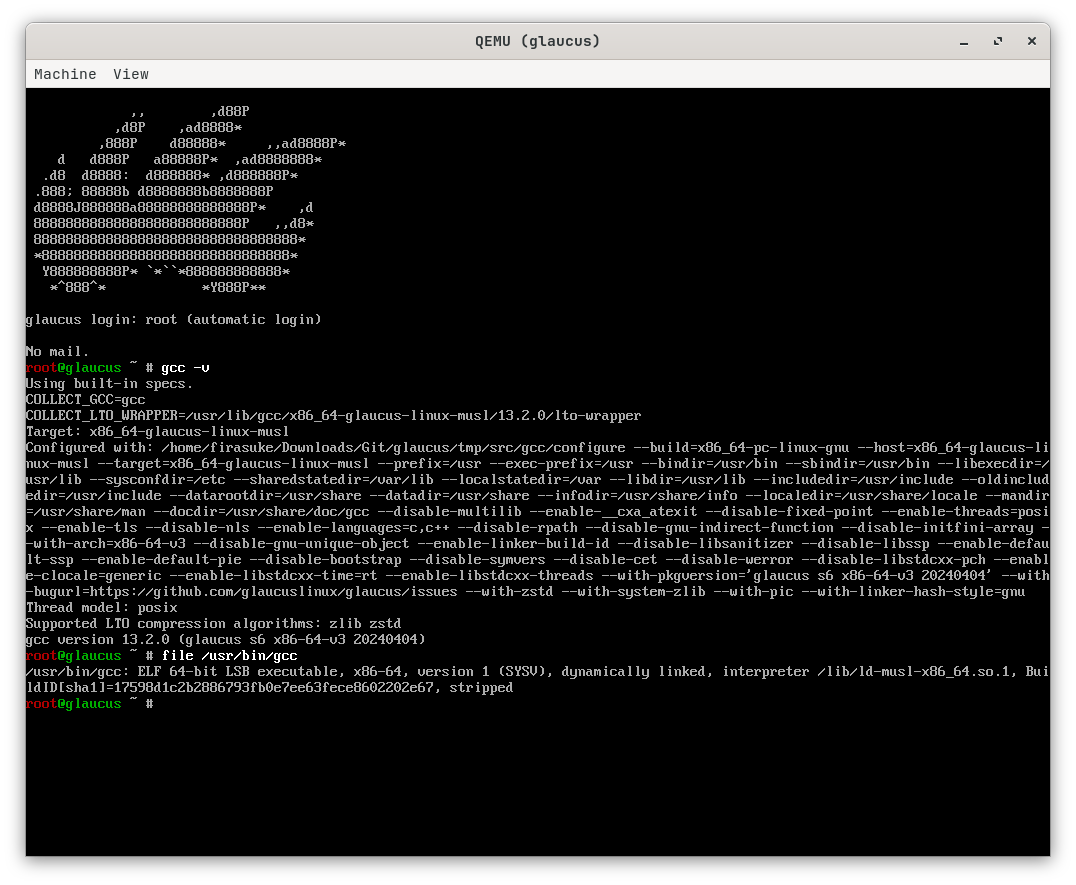 QEMU (glaucus)
Machine View
             ,,        ,d88P
           ,d8P    ,ad8888*
         ,888P    d88888*     ,,ad8888P*
    d   d888P   a88888P*  ,ad8888888*
  .d8  d8888:  d888888* ,d888888P*
 .888; 88888b d8888888b8888888P
 d8888J888888a88888888888888P*    ,d
 88888888888888888888888888P   ,,d8*
 888888888888888888888888888888888*
 *8888888888888888888888888888888*
  Y888888888P* `*``*888888888888*
   *^888^*            *Y888P**
glaucus login: root (automatic login)
No mail.
root@glaucus ~ # gcc -v
Using built-in specs.
COLLECT_GCC=gcc
COLLECT_LTO_WRAPPER=/usr/lib/gcc/x86_64-glaucus-linux-musl/13.2.0/lto-wrapper
Target: x86_64-glaucus-linux-musl
Configured with: /home/firasuke/Downloads/Git/glaucus/tmp/src/gcc/configure --build=x86_64-pc-linux-gnu --host=x86_64-glaucus-li
nux-musl --target=x86_64-glaucus-linux-musl --prefix=/usr --exec-prefix=/usr --bindir=/usr/bin --sbindir=/usr/bin --libexecdir=/
usr/lib --sysconfdir=/etc --sharedstatedir=/var/lib --localstatedir=/var --libdir=/usr/lib --includedir=/usr/include --oldinclud
edir=/usr/include --datarootdir=/usr/share --datadir=/usr/share --infodir=/usr/share/info --localedir=/usr/share/locale --mandir
=/usr/share/man --docdir=/usr/share/doc/gcc --disable-multilib --enable-__cxa_atexit --disable-fixed-point --enable-threads=posi
x --enable-tls --disable-nls --enable-languages=c,c++ --disable-rpath --disable-gnu-indirect-function --disable-initfini-array -
-with-arch=x86-64-v3 --disable-gnu-unique-object --enable-linker-build-id --disable-libsanitizer --disable-libssp --enable-defau
lt-ssp --enable-default-pie --disable-bootstrap --disable-symvers --disable-cet --disable-werror --disable-libstdcxx-pch --enabl
e-clocale=generic --enable-libstdcxx-time=rt --enable-libstdcxx-threads --with-pkgversion='glaucus s6 x86-64-v3 20240404' --with
-bugurl=https://github.com/glaucuslinux/glaucus/issues --with-zstd --with-system-zlib --with-pic --with-linker-hash-style=gnu
Thread model: posix
Supported LTO compression algorithms: zlib zstd
gcc version 13.2.0 (glaucus s6 x86-64-v3 20240404)
root@glaucus ~ # file /usr/bin/gcc
/usr/bin/gcc: ELF 64-bit LSB executable, x86-64, version 1 (SYSV), dynamically linked, interpreter /lib/ld-musl-x86_64.so.1, Bui
ldID[sha1]=17598d1c2b2886793fb0e7ee63fece8602202e67, stripped
root@glaucus ~ #